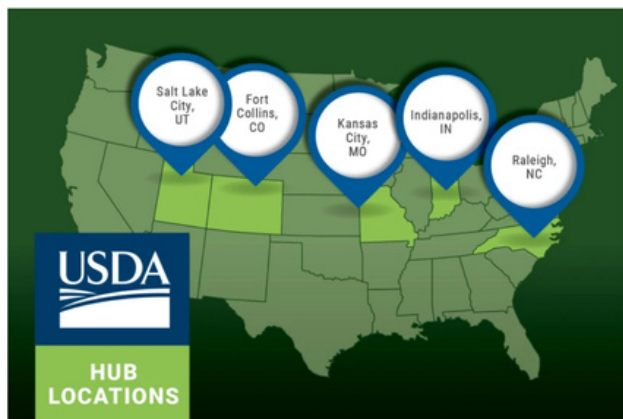 Salt Lake
City,
UT
Fort
Collins,
CO
Kansas
City,
MO
Indianapolis,
IN
Raleigh,
NC
USDA
HUB
LOCATIONS